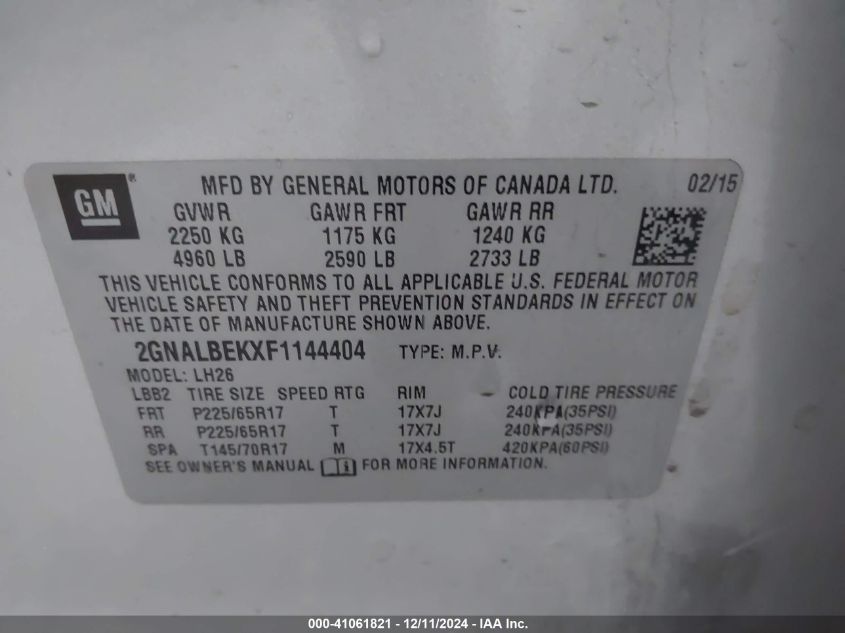 GM ® MFD BY GENERAL MOTORS OF CANADA LTD. 02/15
GVWR GAWR FRT GAWR RR
2250 KG 1175 KG 1240 KG
4960 LB 2590 LB 2733 LB
THIS VEHICLE CONFORMS TO ALL APPLICABLE U.S. FEDERAL MOTOR
VEHICLE SAFETY AND THEFT PREVENTION STANDARDS IN EFFECT ON
THE DATE OF MANUFACTURE SHOWN ABOVE.
2GNALBEKXF1144404 TYPE: M.P.V.
MODEL: LH26
LBB2 TIRE SIZE SPEED RTG RIM COLD TIRE PRESSURE
FRT P225/65R17 T 17X7J 240KPA(35PSI)
RR P225/65R17 T 17X7J 240KPA(35PSI)
SPA T145/70R17 M 17X4.5T 420KPA(60PSI)
SEE OWNER'S MANUAL FOR MORE INFORMATION.
000-41061821 - 12/11/2024 - IAA Inc.